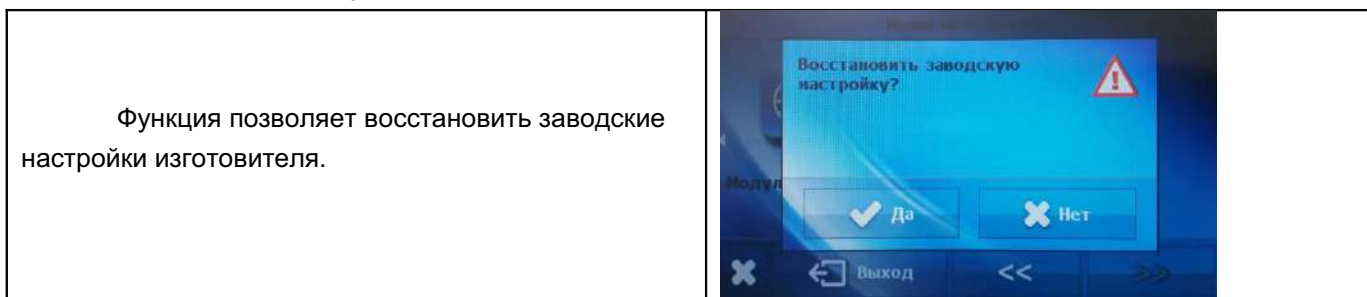 Функция позволяет восстановить заводские
настройки изготовителя.
Восстановить заводскую
настройку?
Да
Нет
Выход
<<
>>